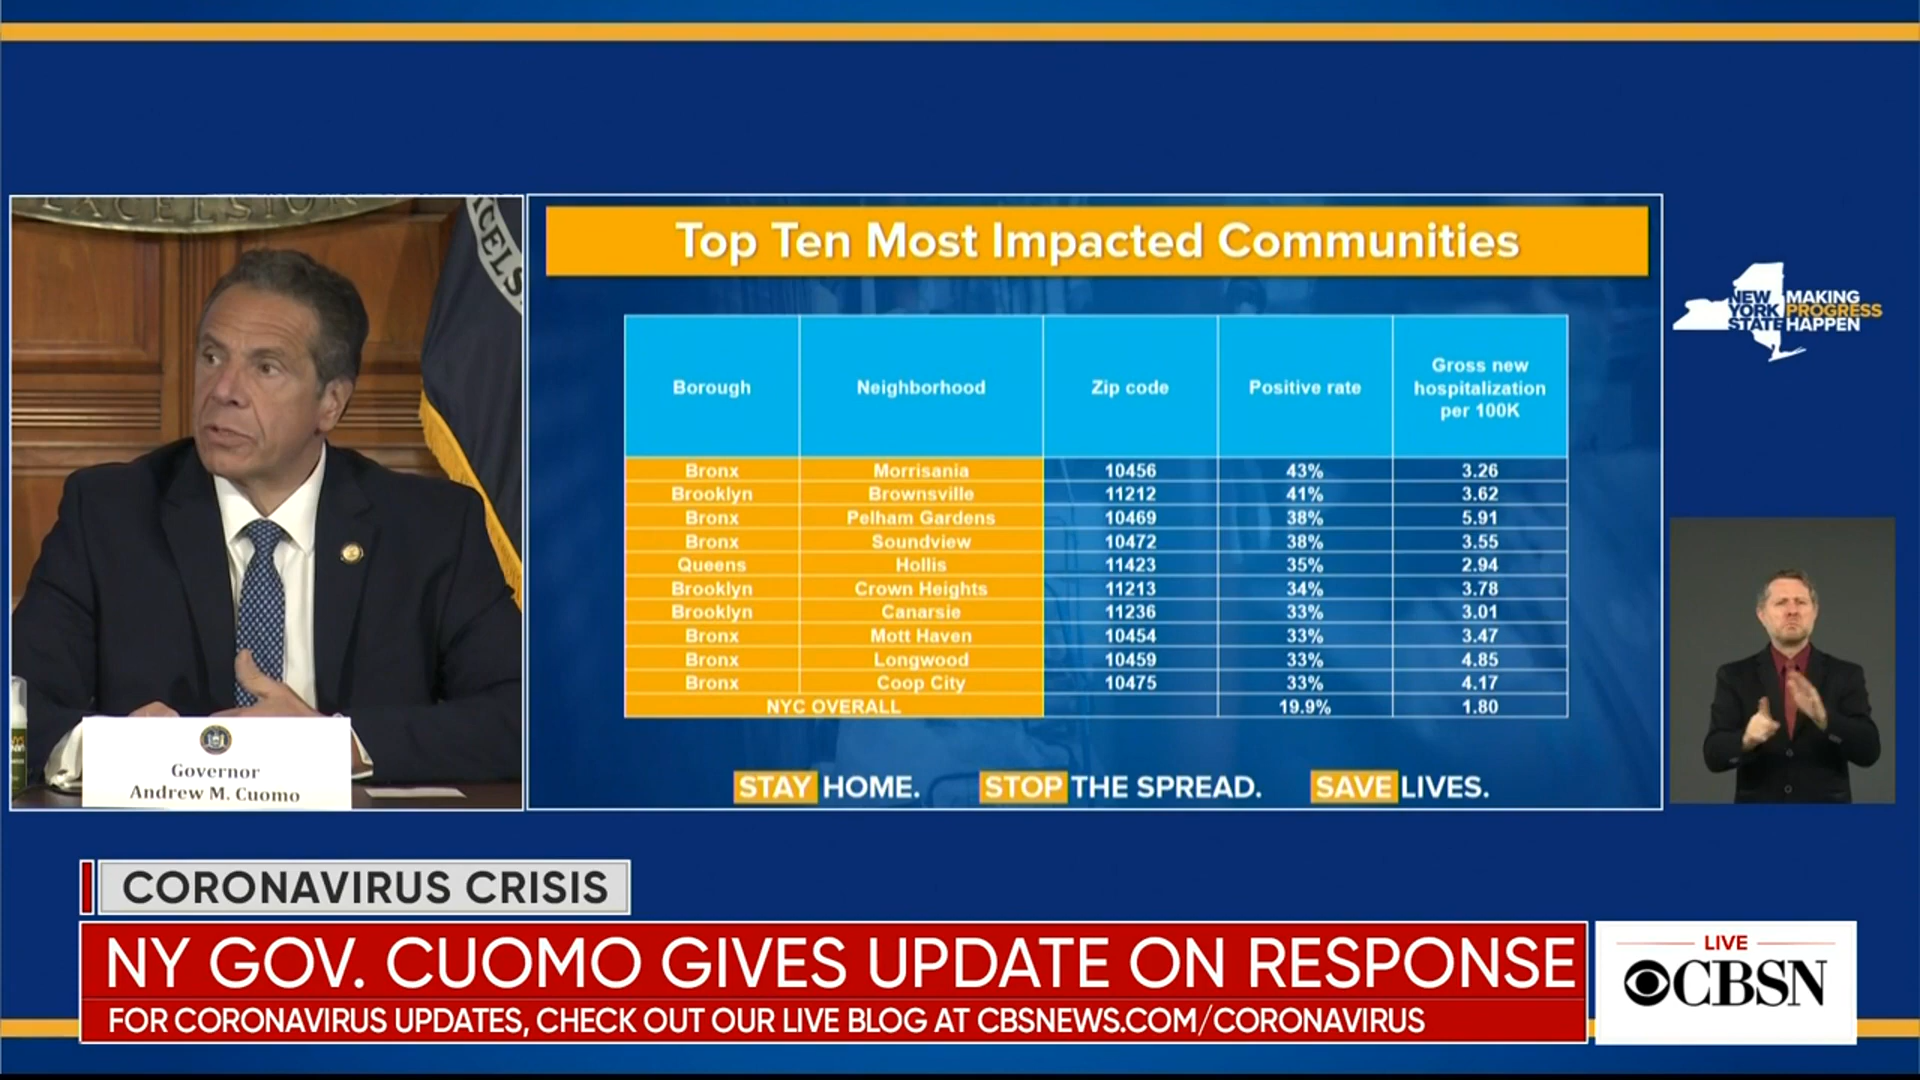 EXCELSIOR
EXCELS
Governor
Andrew M. Cuomo
Top Ten Most Impacted Communities
Borough Neighborhood Zip code Positive rate Gross new hospitalization per 100K
Bronx Morrisania 10456 43% 3.26
Brooklyn Brownsville 11212 41% 3.62
Bronx Pelham Gardens 10469 38% 5.91
Bronx Soundview 10472 38% 3.55
Queens Hollis 11423 35% 2.94
Brooklyn Crown Heights 11213 34% 3.78
Brooklyn Canarsie 11236 33% 3.01
Bronx Mott Haven 10454 33% 3.47
Bronx Longwood 10459 33% 4.85
Bronx Coop City 10475 33% 4.17
NYC OVERALL 19.9% 1.80
STAY HOME. STOP THE SPREAD. SAVE LIVES.
NEW YORK STATE
MAKING PROGRESS HAPPEN
CORONAVIRUS CRISIS
NY GOV. CUOMO GIVES UPDATE ON RESPONSE
FOR CORONAVIRUS UPDATES, CHECK OUT OUR LIVE BLOG AT CBSNEWS.COM/CORONAVIRUS
LIVE
CBSN